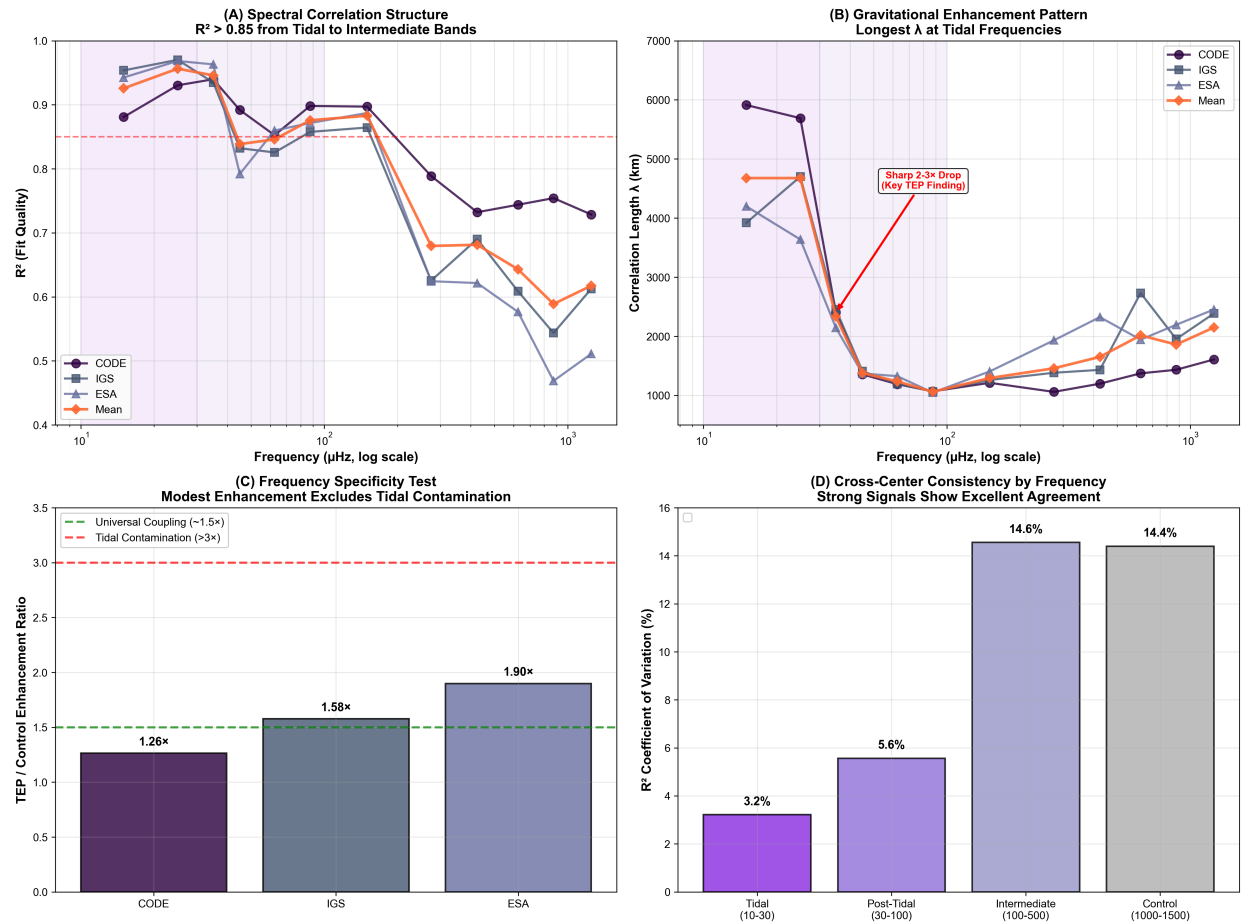 (A) Spectral Correlation Structure
R² > 0.85 from Tidal to Intermediate Bands
1.0
0.9
0.8
0.7
0.6
0.5
0.4
R² (Fit Quality)
CODE
IGS
ESA
Mean
10¹
10²
10³
Frequency (μHz, log scale)
(B) Gravitational Enhancement Pattern
Longest λ at Tidal Frequencies
7000
6000
5000
4000
3000
2000
1000
Correlation Length λ (km)
CODE
IGS
ESA
Mean
Sharp 2-3× Drop
(Key TEP Finding)
10¹
10²
10³
Frequency (μHz, log scale)
(C) Frequency Specificity Test
Modest Enhancement Excludes Tidal Contamination
3.5
3.0
2.5
2.0
1.5
1.0
0.5
0.0
TEP / Control Enhancement Ratio
Universal Coupling (~1.5×)
Tidal Contamination (>3×)
1.26×
1.58×
1.90×
CODE
IGS
ESA
(D) Cross-Center Consistency by Frequency
Strong Signals Show Excellent Agreement
16
14
12
10
8
6
4
2
0
R² Coefficient of Variation (%)
3.2%
5.6%
14.6%
14.4%
Tidal
(10-30)
Post-Tidal
(30-100)
Intermediate
(100-500)
Control
(1000-1500)